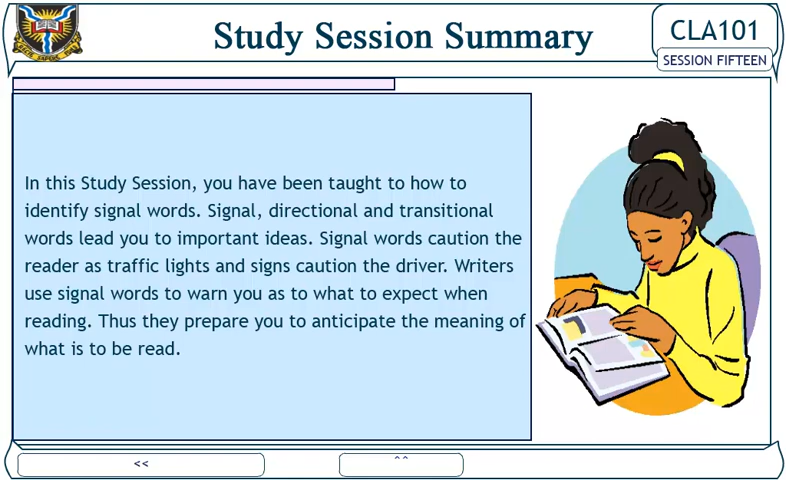 Study Session Summary
CLA101
SESSION FIFTEEN
In this Study Session, you have been taught to how to
identify signal words. Signal, directional and transitional
words lead you to important ideas. Signal words caution the
reader as traffic lights and signs caution the driver. Writers
use signal words to warn you as to what to expect when
reading. Thus they prepare you to anticipate the meaning of
what is to be read.
<<
^^